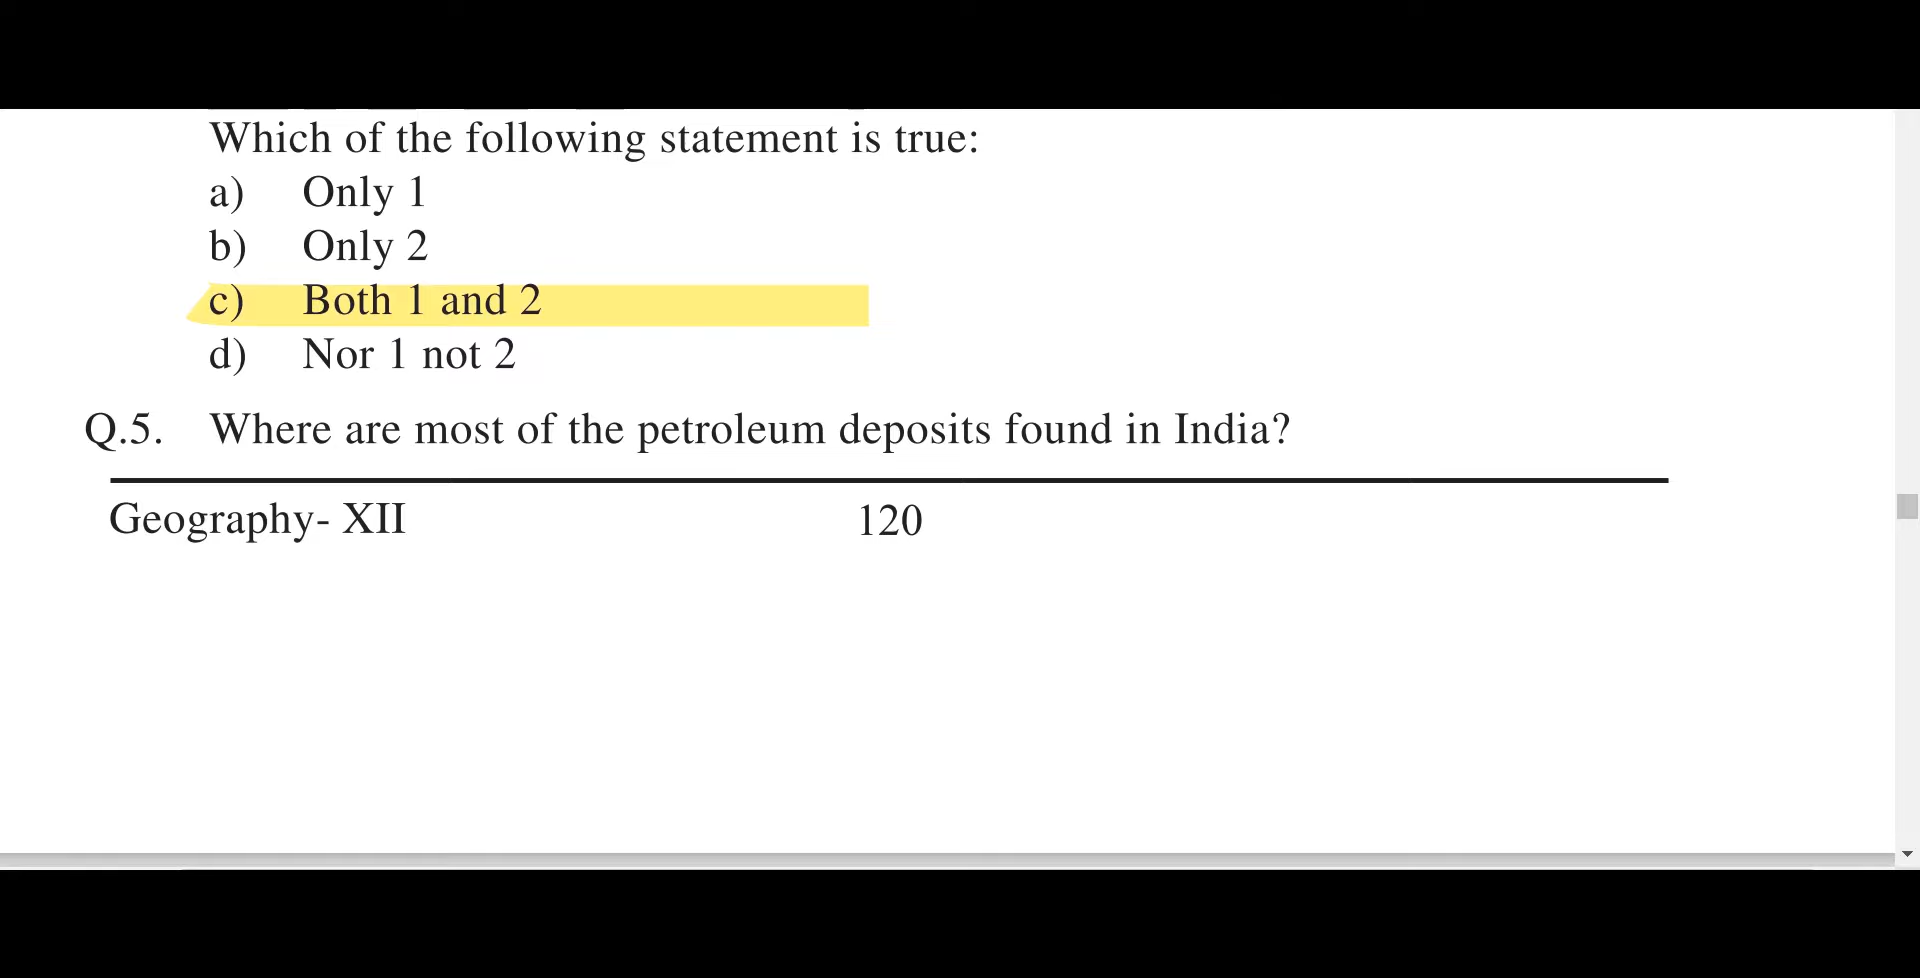 Which of the following statement is true:
a) Only 1
b) Only 2
c) Both 1 and 2
d) Nor 1 not 2
Q.5. Where are most of the petroleum deposits found in India?
Geography- XII 120